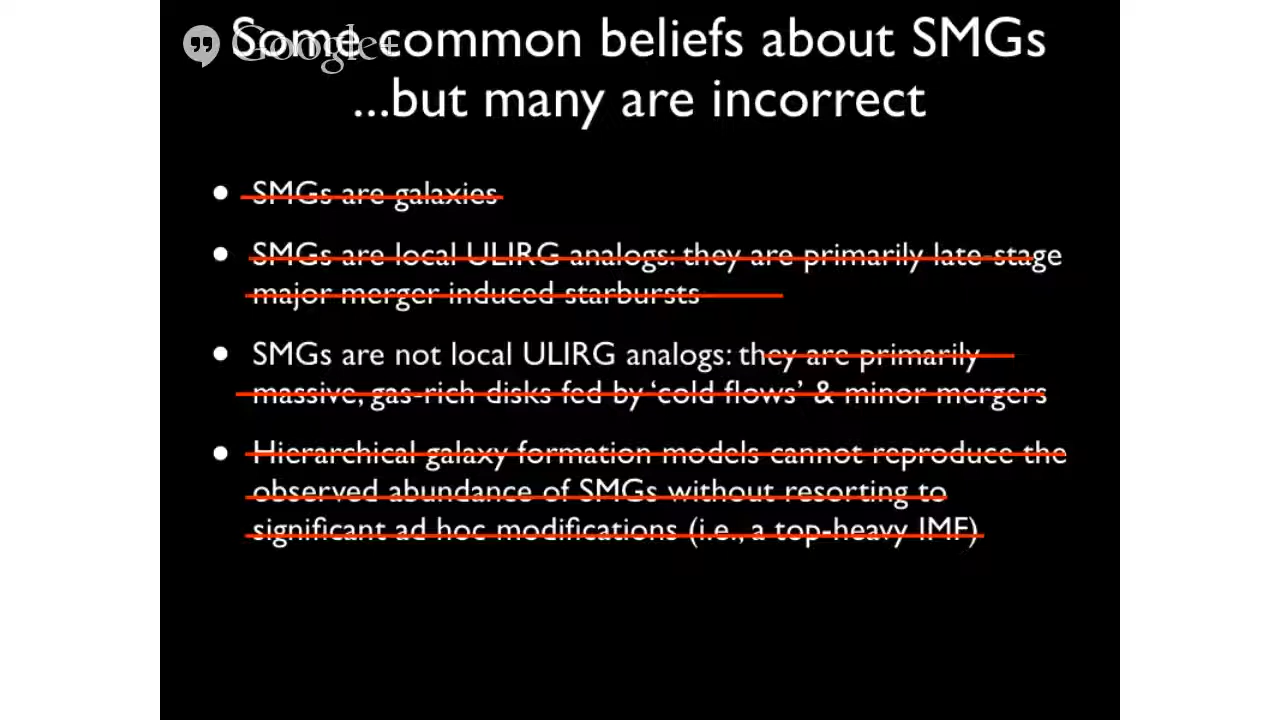 Some common beliefs about SMGs
Google+
...but many are incorrect
• SMGs are galaxies
• SMGs are local ULIRG analogs: they are primarily late-stage
major merger induced starbursts
• SMGs are not local ULIRG analogs: they are primarily
massive, gas-rich disks fed by ‘cold flows’ & minor mergers
• Hierarchical galaxy formation models cannot reproduce the
observed abundance of SMGs without resorting to
significant ad hoc modifications (i.e., a top-heavy IMF)